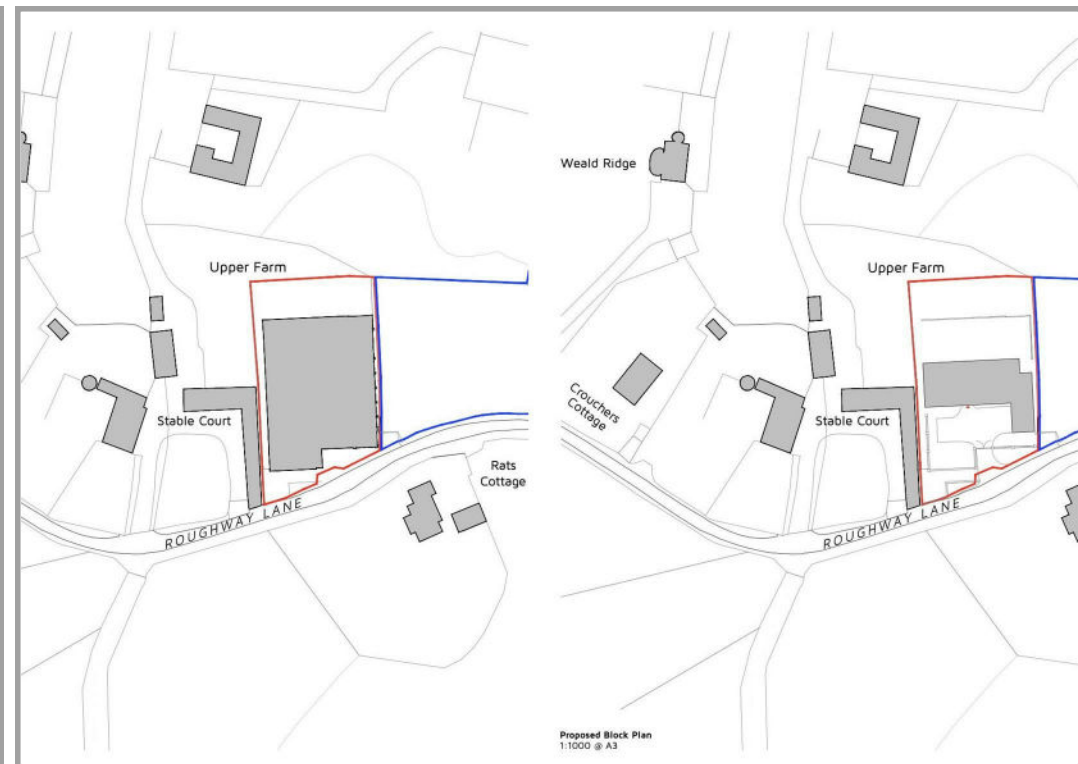 Upper Farm
Stable Court
Rats
Cottage
ROUGHWAY LANE
Weald Ridge
Upper Farm
Crouchers
Cottage
Stable Court
ROUGHWAY LANE
Proposed Block Plan
1:1000 @ A3